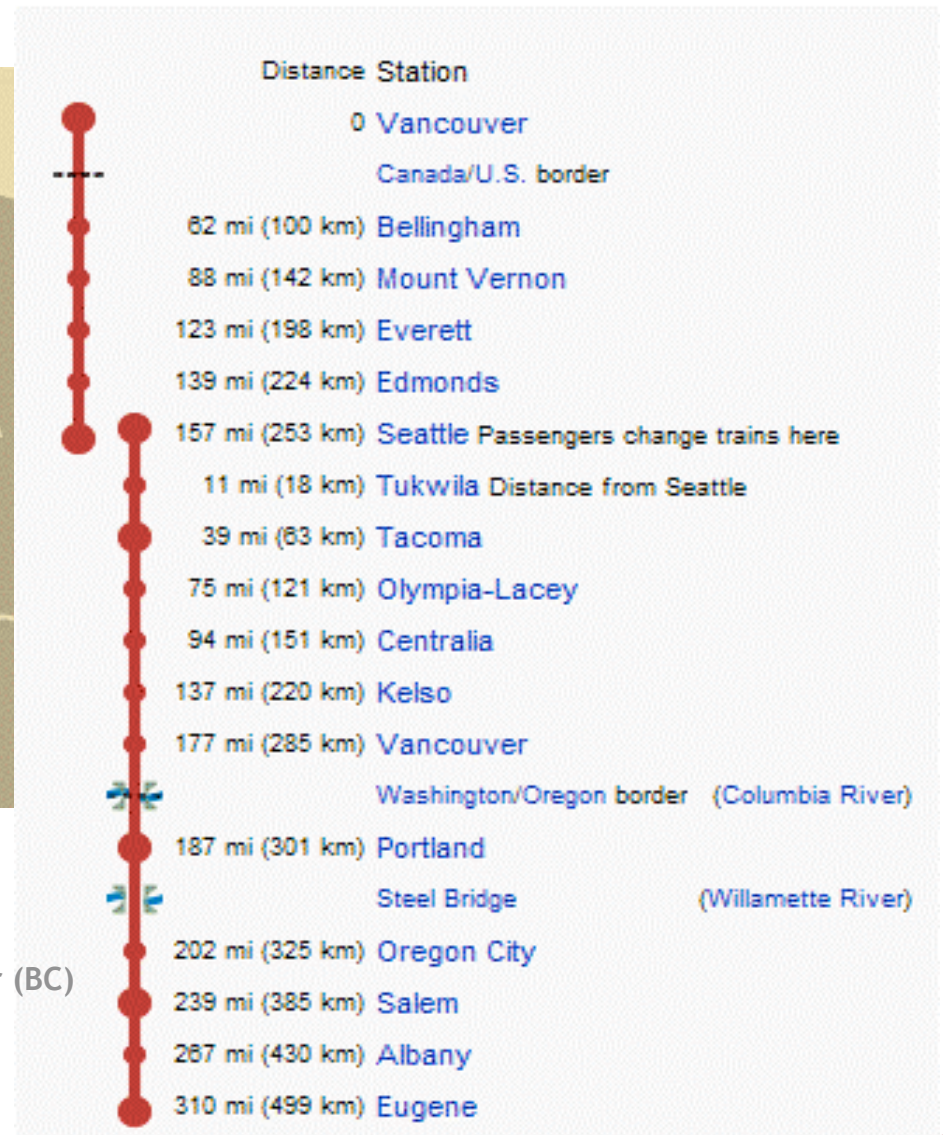 Distance Station
0 Vancouver
Canada/U.S. border
62 mi (100 km) Bellingham
88 mi (142 km) Mount Vernon
123 mi (198 km) Everett
139 mi (224 km) Edmonds
157 mi (253 km) Seattle Passengers change trains here
11 mi (18 km) Tukwila Distance from Seattle
39 mi (63 km) Tacoma
75 mi (121 km) Olympia-Lacey
94 mi (151 km) Centralia
137 mi (220 km) Kelso
177 mi (285 km) Vancouver
Washington/Oregon border (Columbia River)
187 mi (301 km) Portland
Steel Bridge (Willamette River)
202 mi (325 km) Oregon City
(BC)
239 mi (385 km) Salem
267 mi (430 km) Albany
310 mi (499 km) Eugene